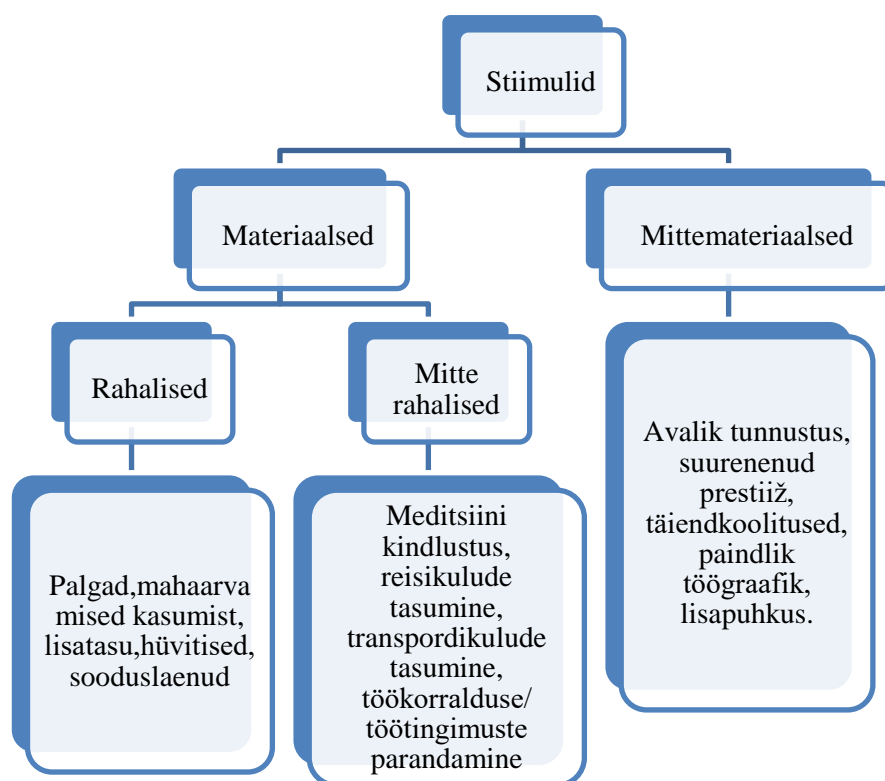 Stiimulid
Materiaalsed
Mittemateriaalsed
Rahalised
Mitte
rahalised
Palgad,mahaarva
mised kasumist,
lisatasu,hüvitised,
sooduslaenud
Meditsiini
kindlustus,
reisikulude
tasumine,
transpordikulude
tasumine,
töökorralduse/
töötingimuste
parandamine
Avalik tunnustus,
suurenenud
prestiiž,
täiendkoolitused,
paindlik
töögraafik,
lisapuhkus.